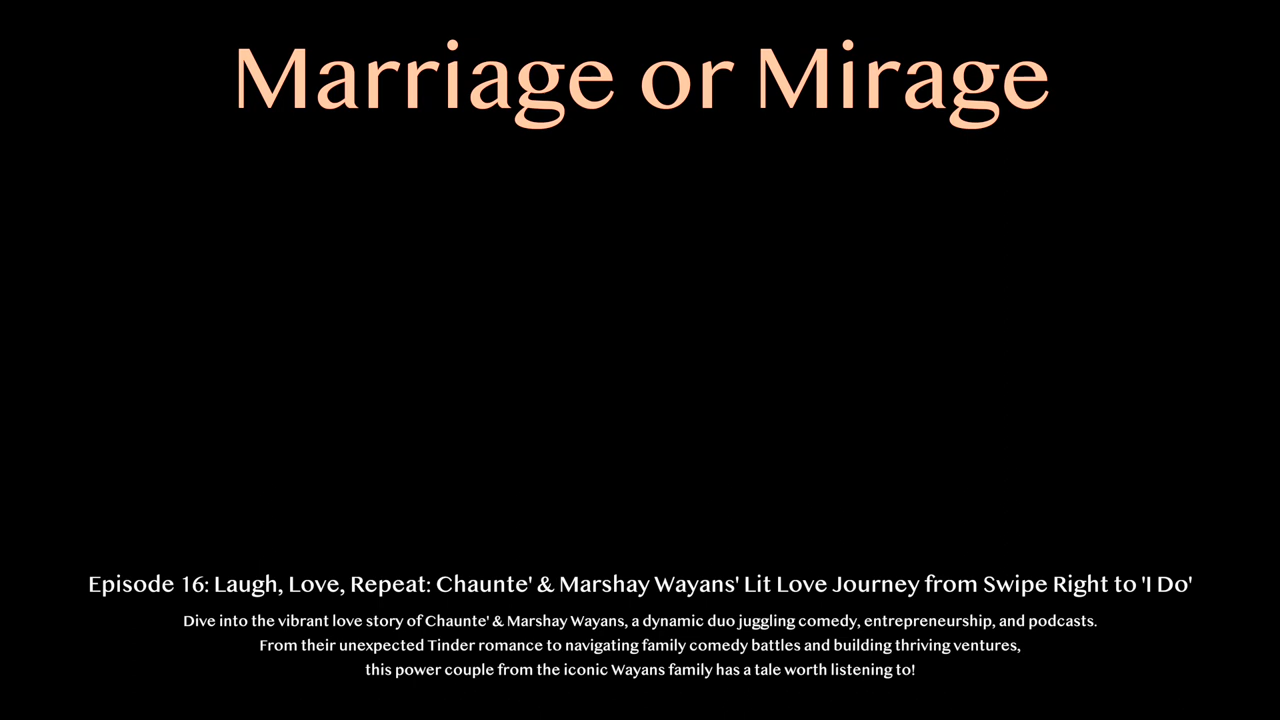 Marriage or Mirage
Episode 16: Laugh, Love, Repeat: Chaunte' & Marshay Wayans' Lit Love Journey from Swipe Right to 'I Do'
Dive into the vibrant love story of Chaunte' & Marshay Wayans, a dynamic duo juggling comedy, entrepreneurship, and podcasts.
From their unexpected Tinder romance to navigating family comedy battles and building thriving ventures,
this power couple from the iconic Wayans family has a tale worth listening to!